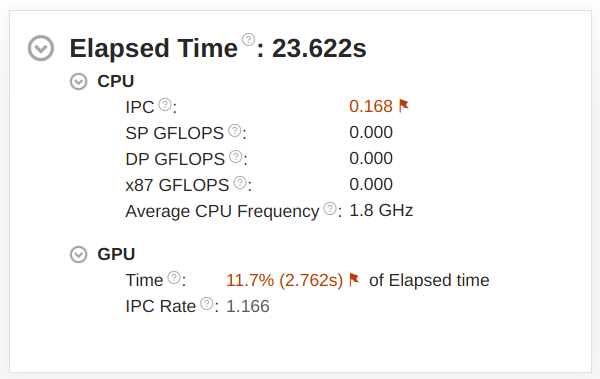 Elapsed Time ?: 23.622s
CPU
IPC ?: 0.168
SP GFLOPS ?: 0.000
DP GFLOPS ?: 0.000
x87 GFLOPS ?: 0.000
Average CPU Frequency ?: 1.8 GHz
GPU
Time ?: 11.7% (2.762s) of Elapsed time
IPC Rate ?: 1.166